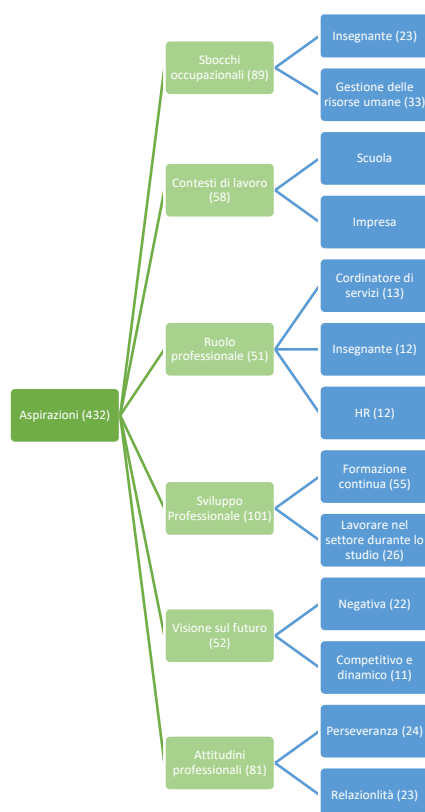 Aspirazioni (432)
Sbocchi
occupazionali (89)
Insegnante (23)
Gestione delle
risorse umane (33)
Contesti di lavoro
(58)
Scuola
Impresa
Ruolo
professionale (51)
Cordinatore di
servizi (13)
Insegnante (12)
HR (12)
Sviluppo
Professionale (101)
Formazione
continua (55)
Lavorare nel
settore durante lo
studio (26)
Visione sul futuro
(52)
Negativa (22)
Competitivo e
dinamico (11)
Attitudini
professionali (81)
Perseveranza (24)
Relazionlità (23)